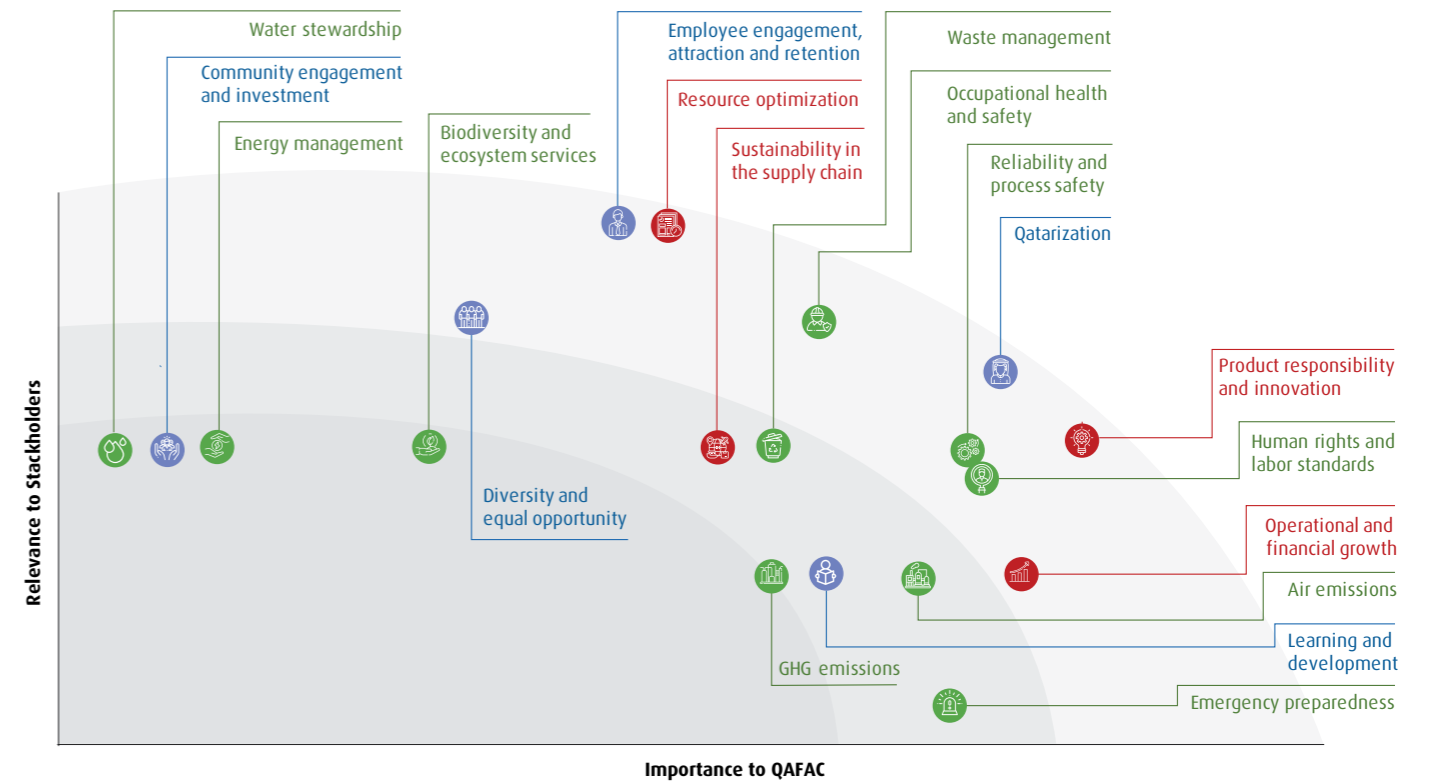 Water stewardship
Community engagement
and investment
Energy management
Biodiversity and
ecosystem services
Employee engagement,
attraction and retention
Resource optimization
Sustainability in
the supply chain
Waste management
Occupational health
and safety
Reliability and
process safety
Qatarization
Product responsibility
and innovation
Human rights and
labor standards
Operational and
financial growth
Air emissions
Learning and
development
Emergency preparedness
Diversity and
equal opportunity
GHG emissions
Relevance to Stackholders
Importance to QAFAC